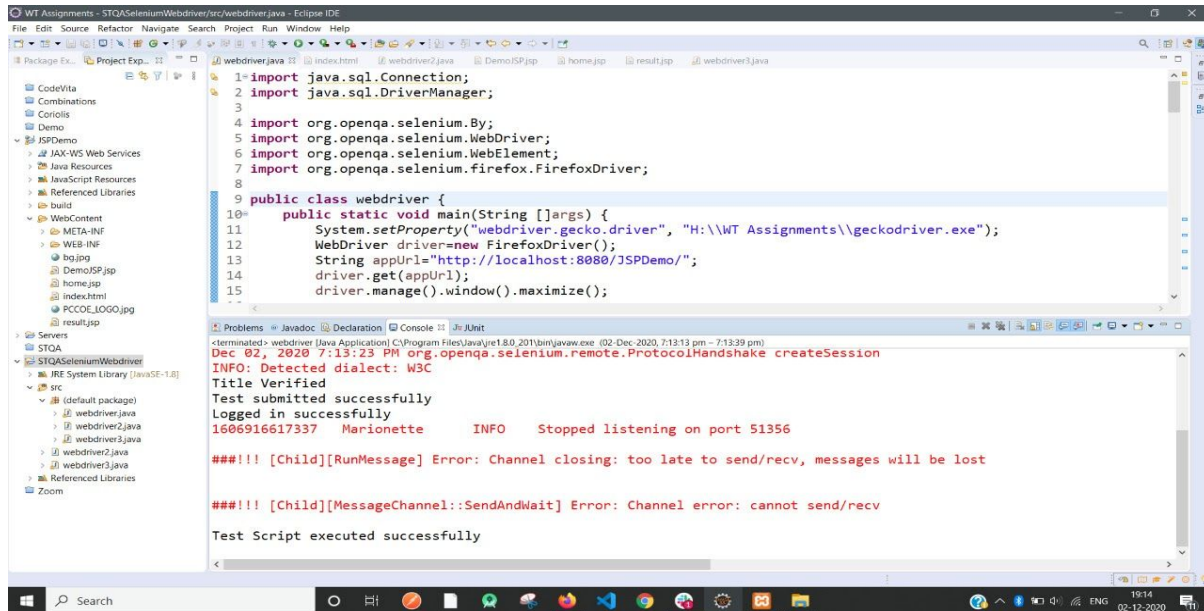 WT Assignments - STQASeleniumWebdriver/src/webdriver.java - Eclipse IDE
File Edit Source Refactor Navigate Search Project Run Window Help
Package Ex... Project Exp...
CodeVita
Combinations
Coriolis
Demo
JSPDemo
JAX-WS Web Services
Java Resources
JavaScript Resources
Referenced Libraries
build
WebContent
META-INF
WEB-INF
bg.jpg
DemoJSP.jsp
home.jsp
index.html
PCCOE_LOGO.jpg
result.jsp
Servers
STQA
STQASeleniumWebdriver
JRE System Library [JavaSE-1.8]
src
(default package)
webdriver.java
webdriver2.java
webdriver3.java
webdriver2.java
webdriver3.java
Referenced Libraries
Zoom
webdriver.java index.html webdriver2.java DemoJSP.jsp home.jsp result.jsp webdriver3.java
1 import java.sql.Connection;
2 import java.sql.DriverManager;
3
4 import org.openqa.selenium.By;
5 import org.openqa.selenium.WebDriver;
6 import org.openqa.selenium.WebElement;
7 import org.openqa.selenium.firefox.FirefoxDriver;
8
9 public class webdriver {
10 public static void main(String []args) {
11 System.setProperty("webdriver.gecko.driver", "H:\\WT Assignments\\geckodriver.exe");
12 WebDriver driver=new FirefoxDriver();
13 String appUrl="http://localhost:8080/JSPDemo/";
14 driver.get(appUrl);
15 driver.manage().window().maximize();
Problems Javadoc Declaration Console JUnit
<terminated> webdriver [Java Application] C:\Program Files\Java\jre1.8.0_201\bin\javaw.exe (02-Dec-2020, 7:13:13 pm – 7:13:39 pm)
Dec 02, 2020 7:13:23 PM org.openqa.selenium.remote.ProtocolHandshake createSession
INFO: Detected dialect: W3C
Title Verified
Test submitted successfully
Logged in successfully
1606916617337 Marionette INFO Stopped listening on port 51356
###!!! [Child][RunMessage] Error: Channel closing: too late to send/recv, messages will be lost
###!!! [Child][MessageChannel::SendAndWait] Error: Channel error: cannot send/recv
Test Script executed successfully
Search
ENG
19:14
02-12-2020